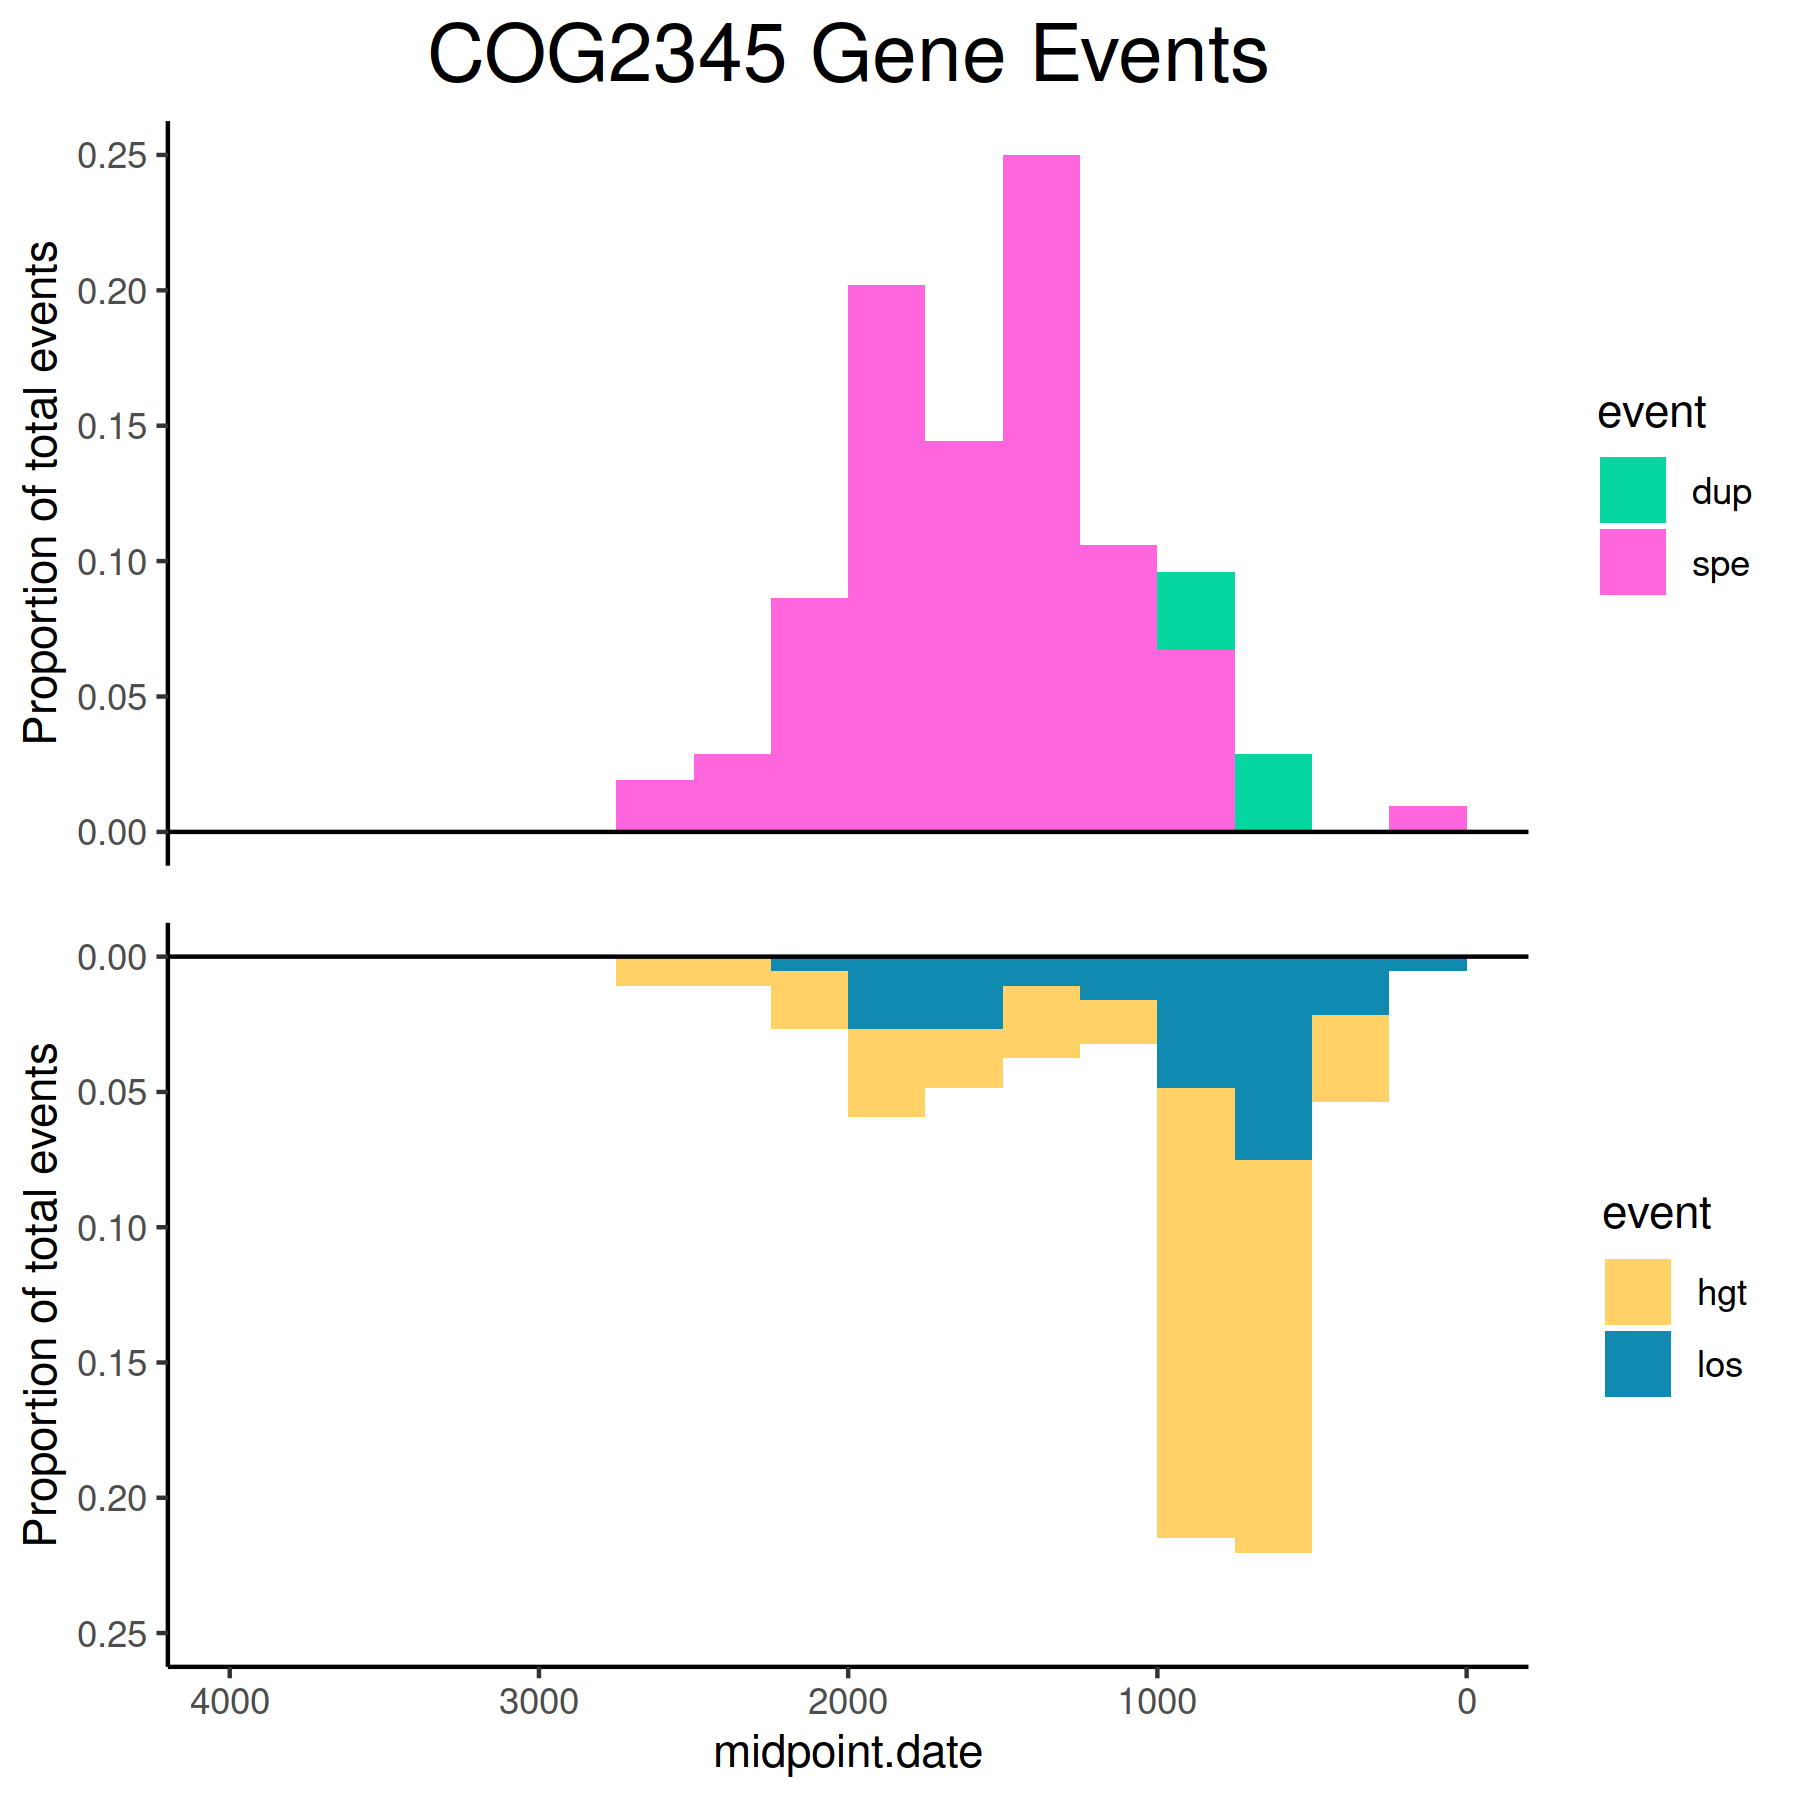 COG2345 Gene Events
Proportion of total events
0.25
0.20
0.15
0.10
0.05
0.00
event
dup
spe
Proportion of total events
0.00
0.05
0.10
0.15
0.20
0.25
event
hgt
los
4000 3000 2000 1000 0
midpoint.date